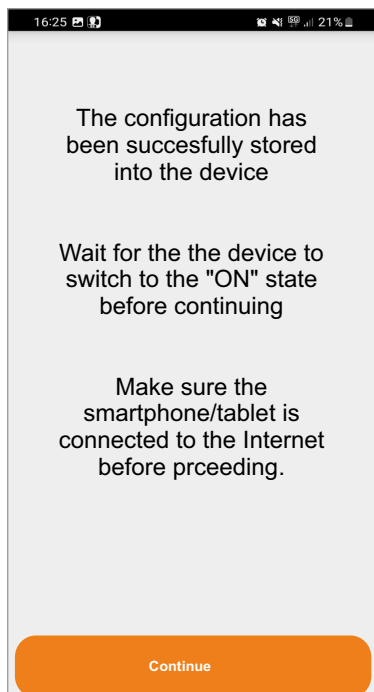 16:25 5G 21%
The configuration has
been succesfully stored
into the device
Wait for the the device to
switch to the "ON" state
before continuing
Make sure the
smartphone/tablet is
connected to the Internet
before prceeding.
Continue